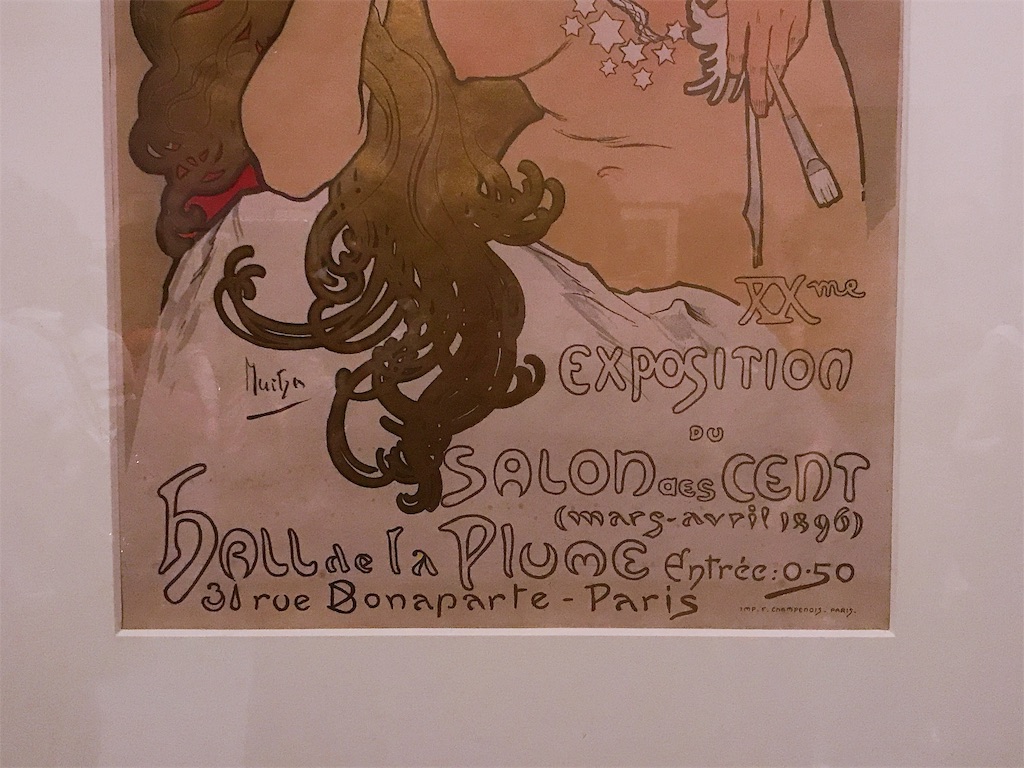 XXme
EXPOSITION
DU
SALON des CENT
(mars-avril 1896)
Hall de la Plume Entrée: 0.50
31 rue Bonaparte - Paris
IMP. F. CHAMPENOIS. PARIS.
Mucha